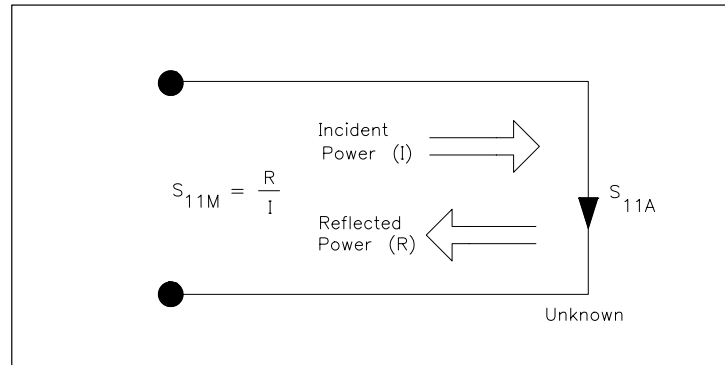 Incident
Power (I)
S11M = R
I
S11A
Reflected
Power (R)
Unknown